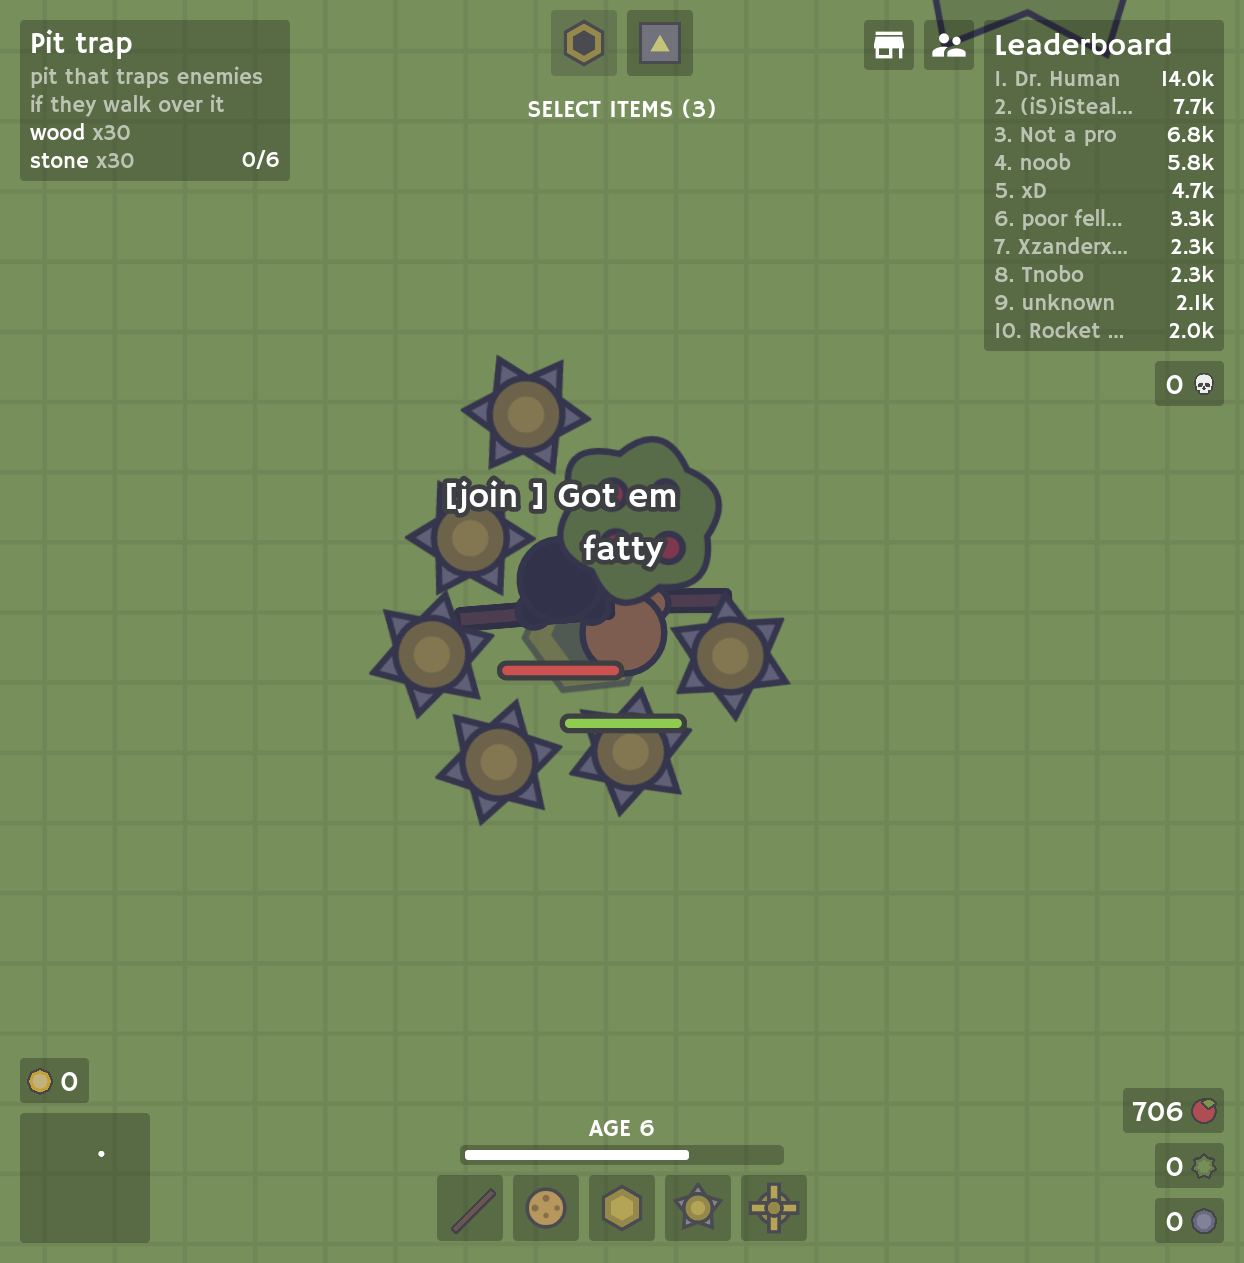 Pit trap
pit that traps enemies
if they walk over it
wood x30
stone x30 0/6
SELECT ITEMS (3)
Leaderboard
1. Dr. Human 14.0k
2. (iS)iSteal... 7.7k
3. Not a pro 6.8k
4. noob 5.8k
5. xD 4.7k
6. poor fell... 3.3k
7. Xzanderx... 2.3k
8. Tnobo 2.3k
9. unknown 2.1k
10. Rocket ... 2.0k
0
[join ] Got em
fatty
0
AGE 6
706
0
0